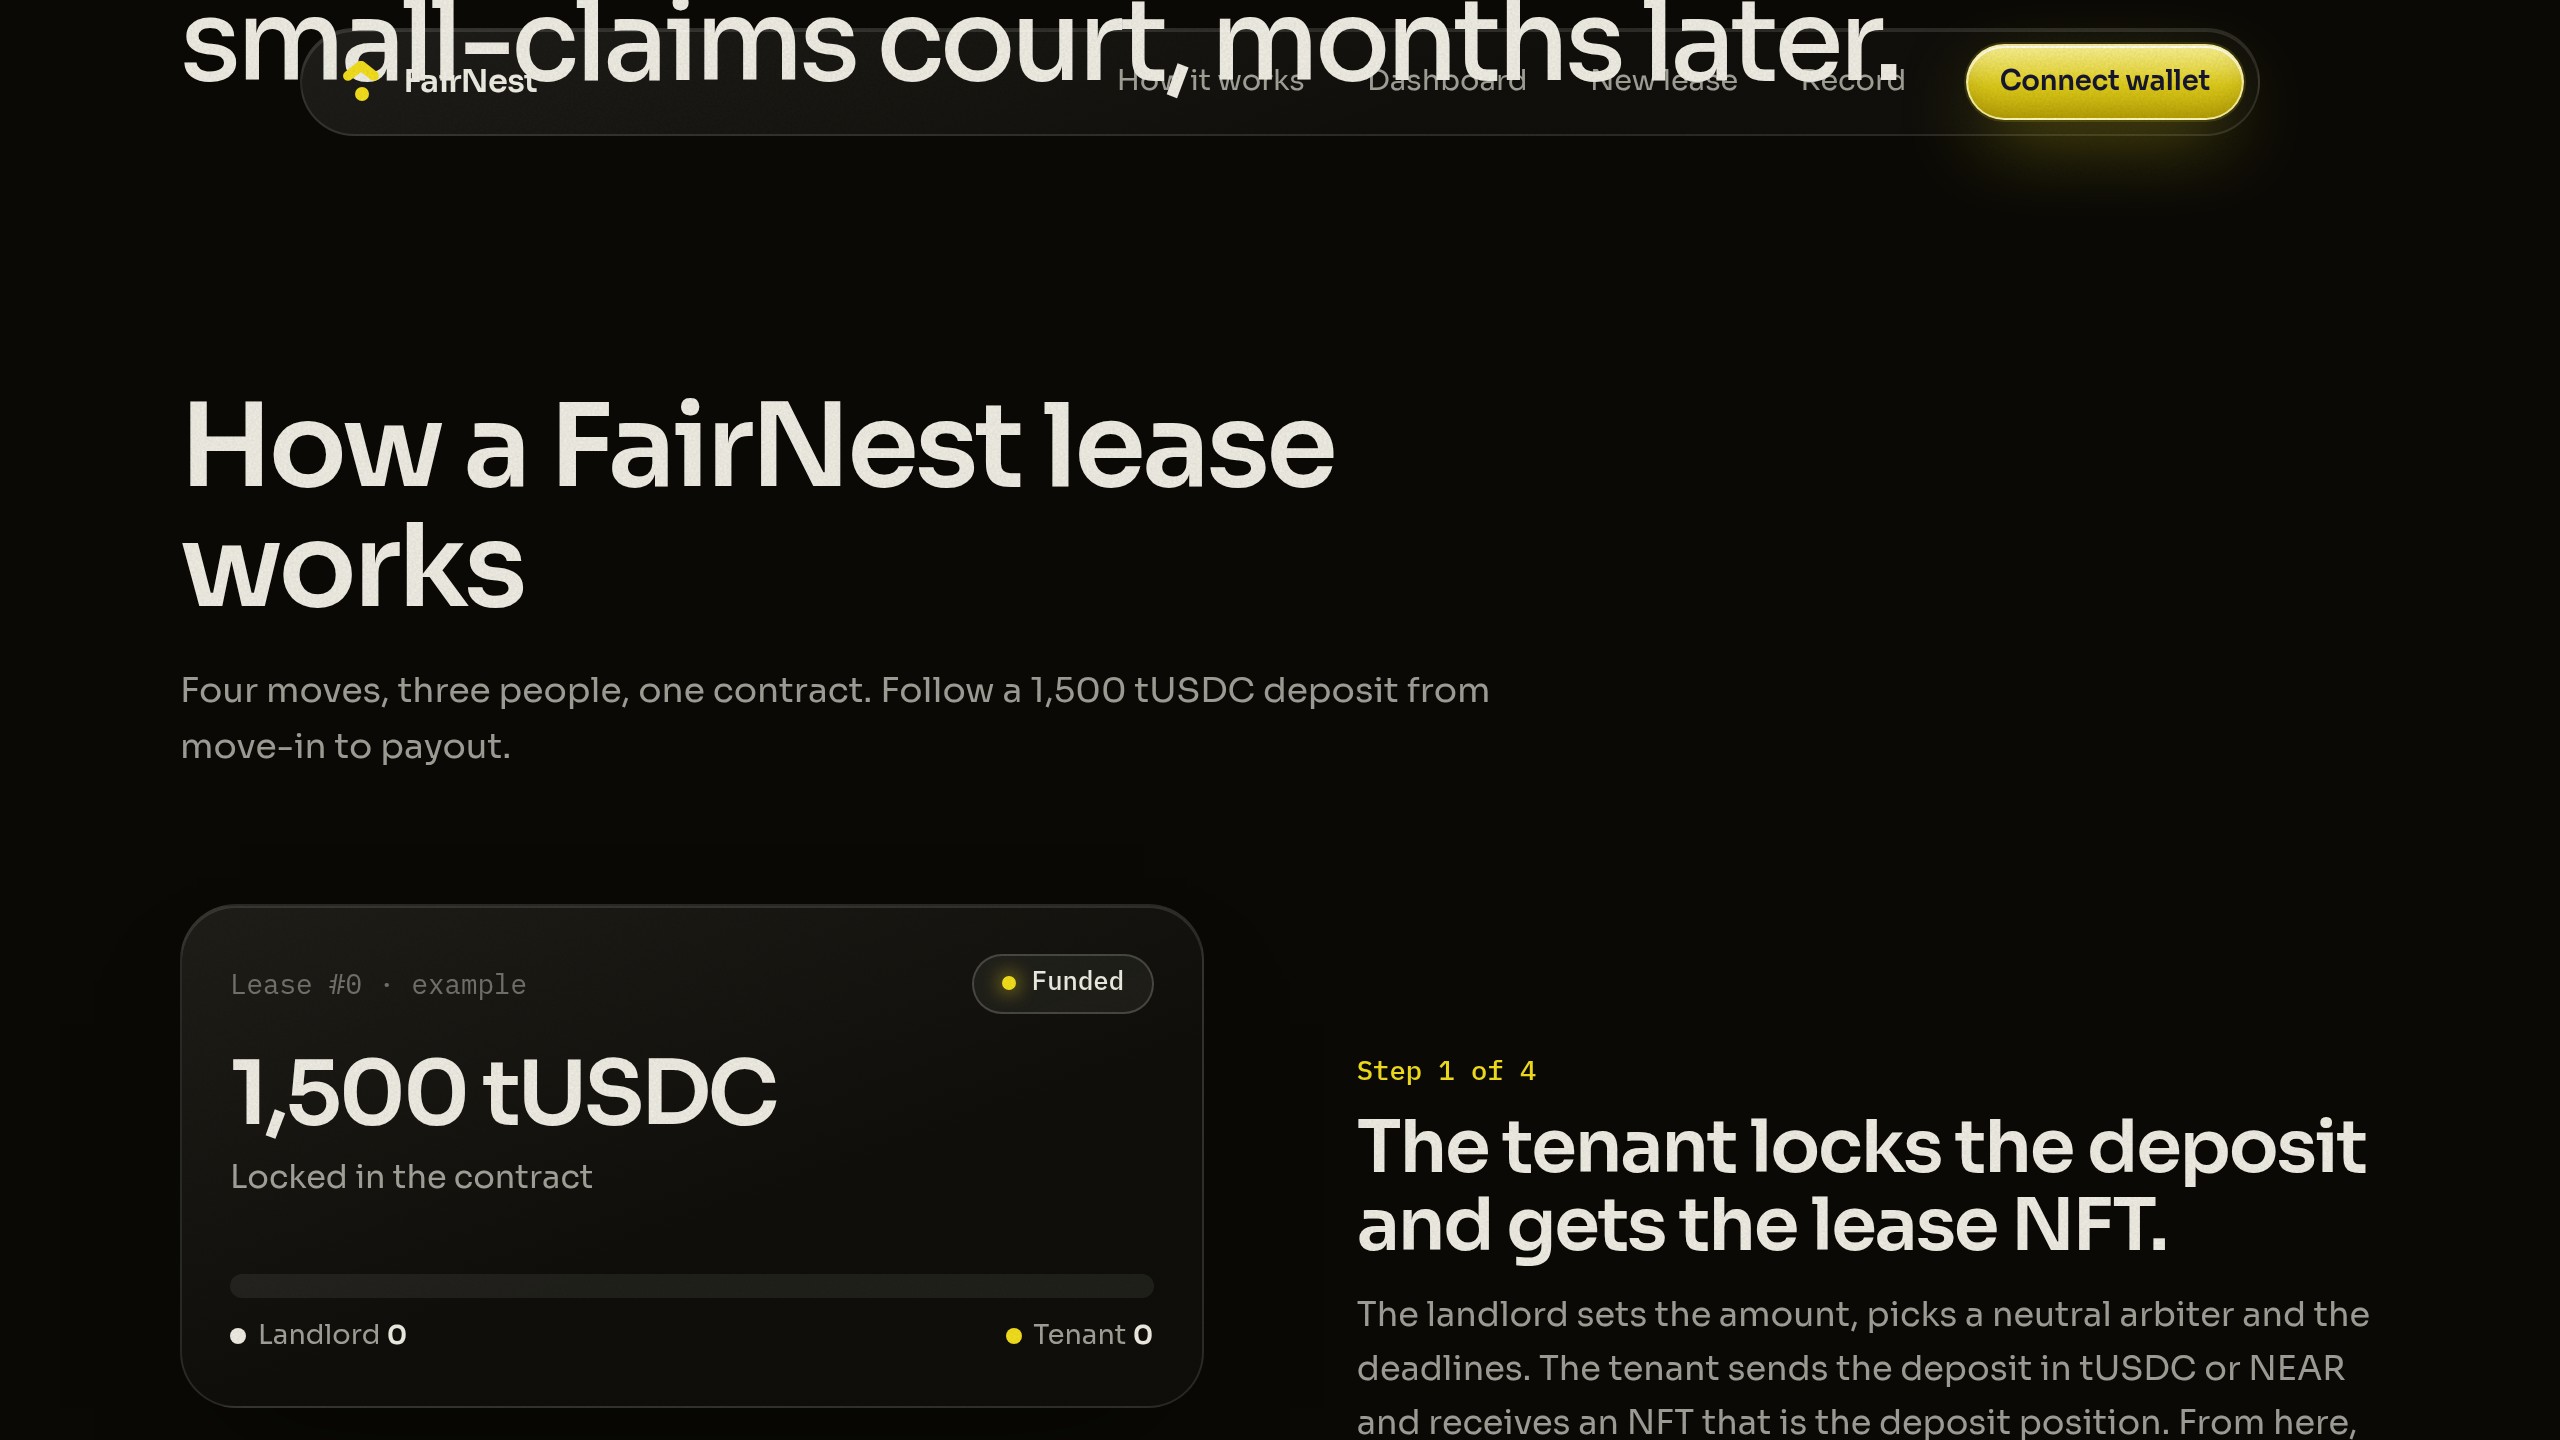 small-claims court, months later.
FairNest
How it works
Dashboard
New lease
Record
Connect wallet
How a FairNest lease
works
Four moves, three people, one contract. Follow a 1,500 tUSDC deposit from
move-in to payout.
Lease #0 · example
Funded
1,500 tUSDC
Locked in the contract
Landlord 0
Tenant 0
Step 1 of 4
The tenant locks the deposit
and gets the lease NFT.
The landlord sets the amount, picks a neutral arbiter and the
deadlines. The tenant sends the deposit in tUSDC or NEAR
and receives an NFT that is the deposit position. From here,